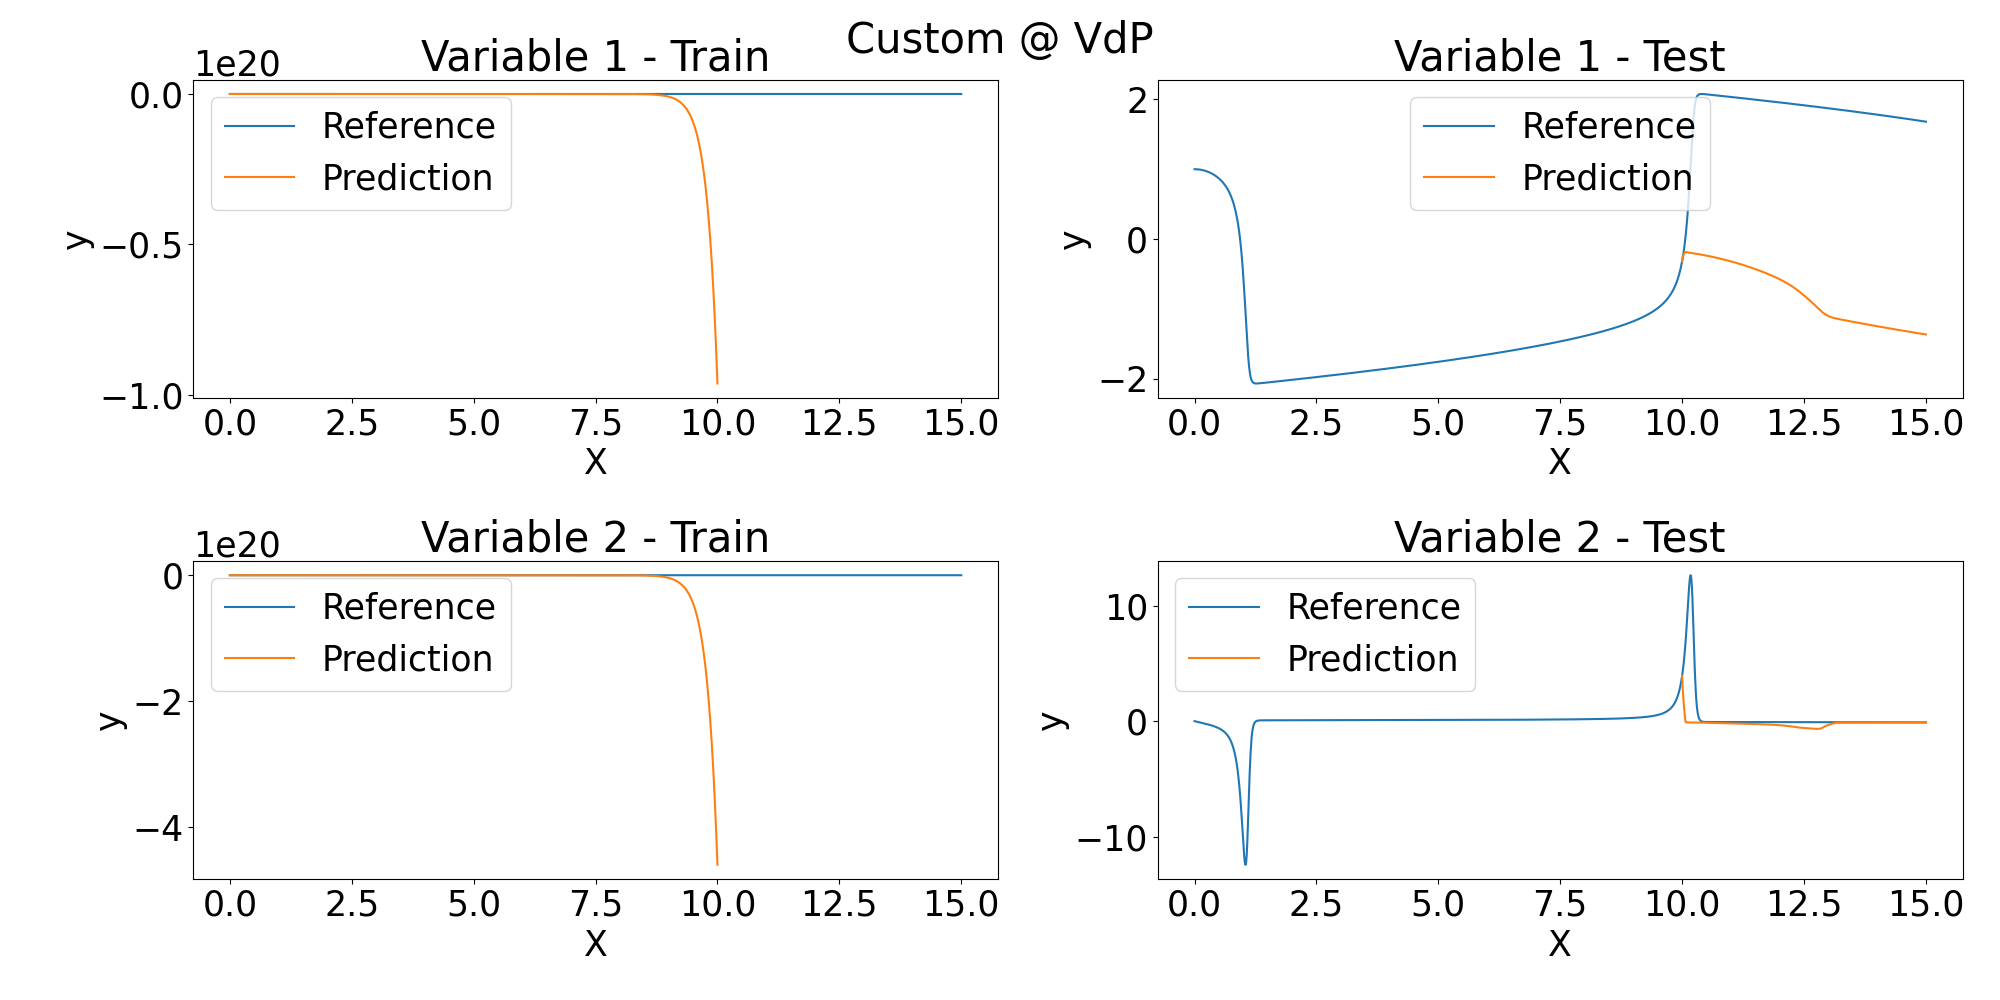 Custom @ VdP
Variable 1 - Train
1e20
0.0
−0.5
−1.0
y
Reference
Prediction
0.0 2.5 5.0 7.5 10.0 12.5 15.0
X
Variable 1 - Test
2
0
−2
y
Reference
Prediction
0.0 2.5 5.0 7.5 10.0 12.5 15.0
X
Variable 2 - Train
1e20
0
−2
−4
y
Reference
Prediction
0.0 2.5 5.0 7.5 10.0 12.5 15.0
X
Variable 2 - Test
10
0
−10
y
Reference
Prediction
0.0 2.5 5.0 7.5 10.0 12.5 15.0
X